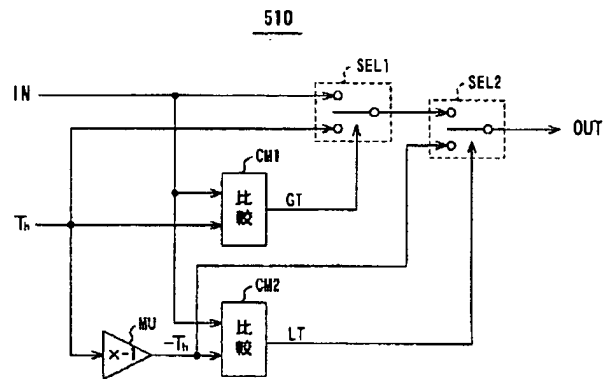 510
SEL1
IN
SEL2
OUT
CM1
比較
GT
Th
CM2
MU
×-1
-Th
比較
LT